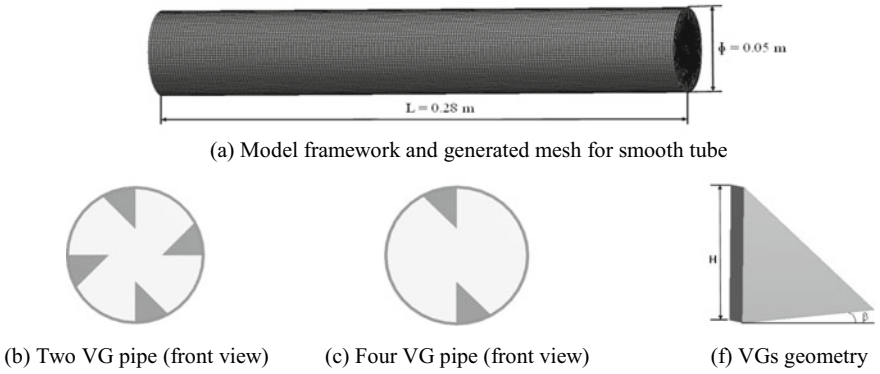 ϕ = 0.05 m
L = 0.28 m
(a) Model framework and generated mesh for smooth tube
H
β
(b) Two VG pipe (front view) (c) Four VG pipe (front view) (f) VGs geometry